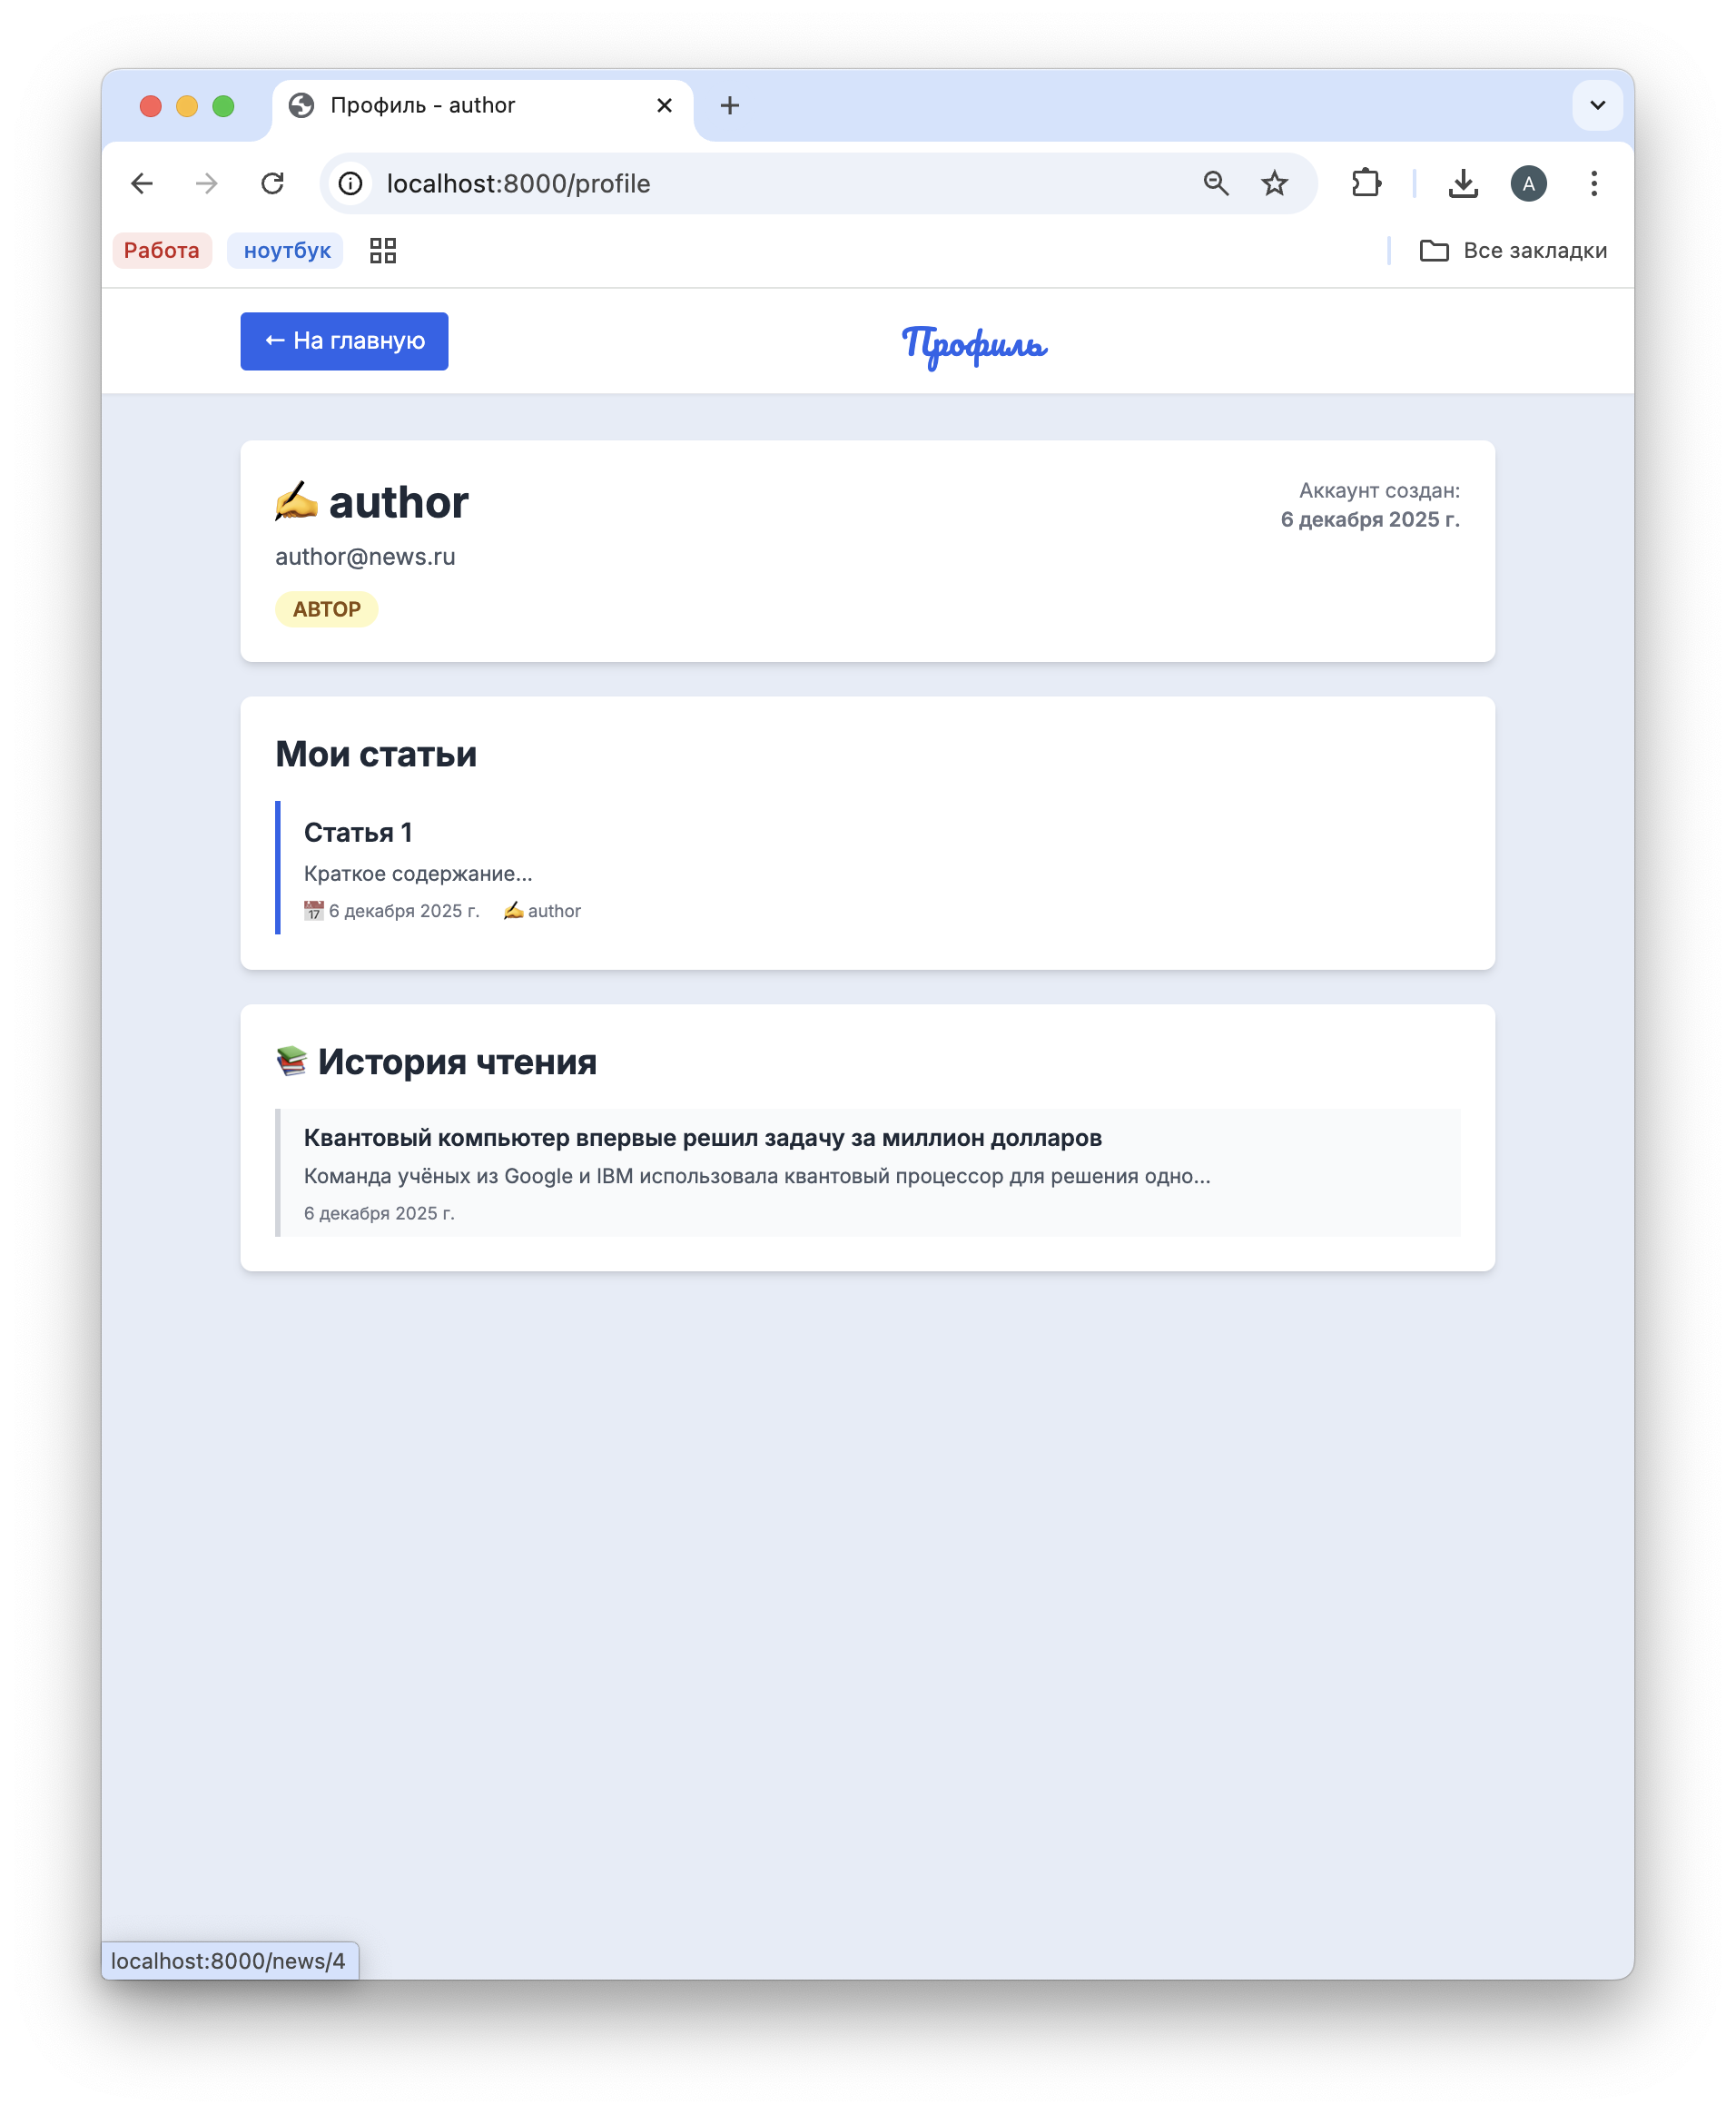 Профиль - author
localhost:8000/profile
A
Работа
ноутбук
Все закладки
← На главную
Профиль
✍️ author
Аккаунт создан:
6 декабря 2025 г.
author@news.ru
АВТОР
Мои статьи
Статья 1
Краткое содержание...
📅 6 декабря 2025 г. ✍️ author
📚 История чтения
Квантовый компьютер впервые решил задачу за миллион долларов
Команда учёных из Google и IBM использовала квантовый процессор для решения одно...
6 декабря 2025 г.
localhost:8000/news/4